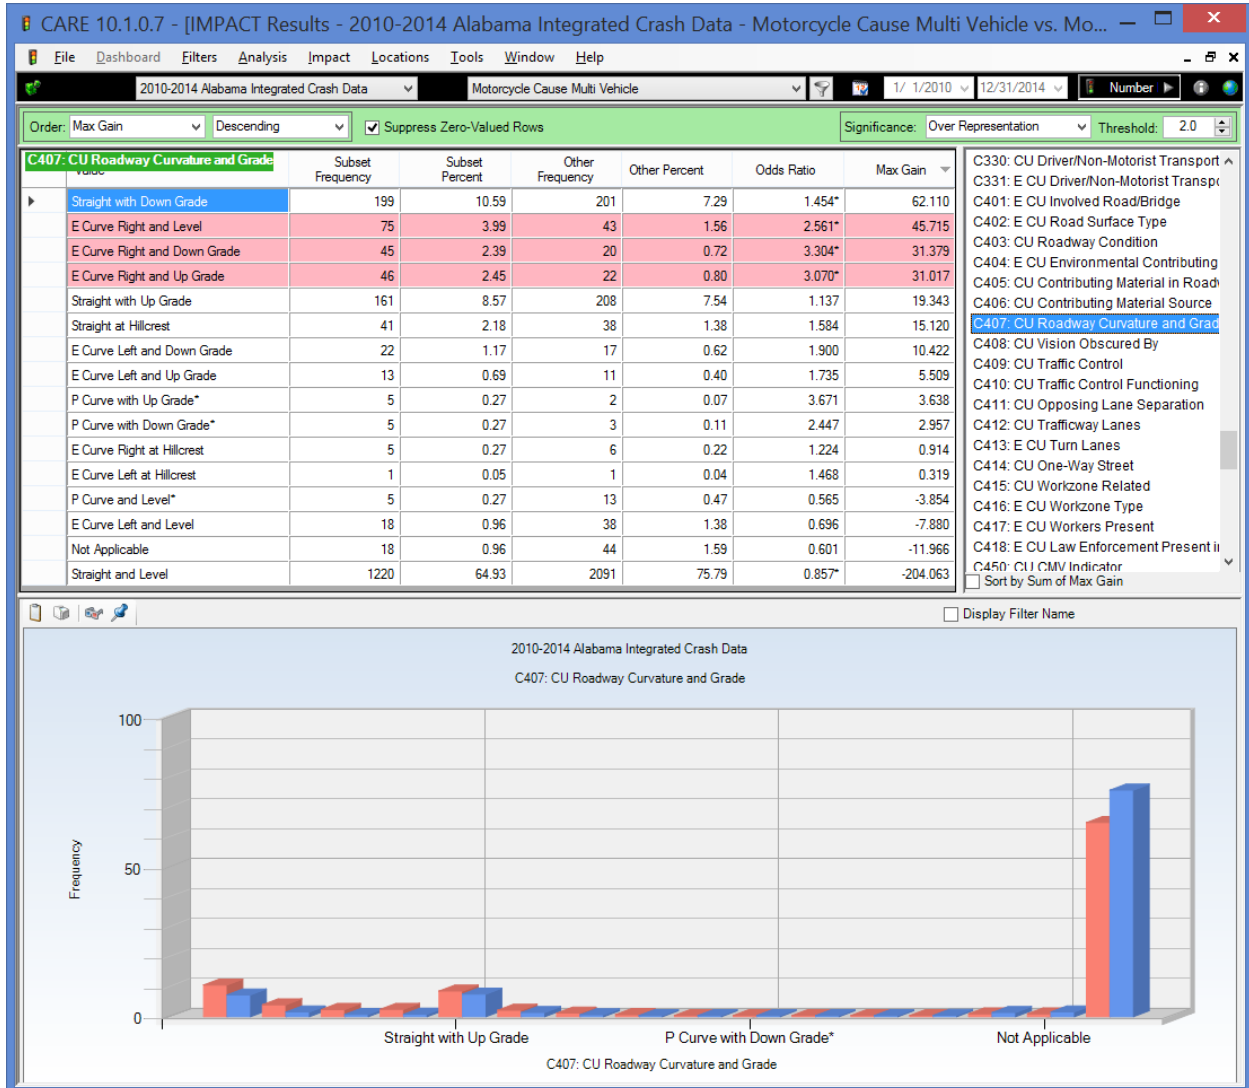 CARE 10.1.0.7 - [IMPACT Results - 2010-2014 Alabama Integrated Crash Data - Motorcycle Cause Multi Vehicle vs. Mo...
File Dashboard Filters Analysis Impact Locations Tools Window Help
2010-2014 Alabama Integrated Crash Data Motorcycle Cause Multi Vehicle 1/ 1/2010 12/31/2014 Number
Order: Max Gain Descending Suppress Zero-Valued Rows Significance: Over Representation Threshold: 2.0
C407: CU Roadway Curvature and Grade Subset Frequency Subset Percent Other Frequency Other Percent Odds Ratio Max Gain
Straight with Down Grade 199 10.59 201 7.29 1.454* 62.110
E Curve Right and Level 75 3.99 43 1.56 2.561* 45.715
E Curve Right and Down Grade 45 2.39 20 0.72 3.304* 31.379
E Curve Right and Up Grade 46 2.45 22 0.80 3.070* 31.017
Straight with Up Grade 161 8.57 208 7.54 1.137 19.343
Straight at Hillcrest 41 2.18 38 1.38 1.584 15.120
E Curve Left and Down Grade 22 1.17 17 0.62 1.900 10.422
E Curve Left and Up Grade 13 0.69 11 0.40 1.735 5.509
P Curve with Up Grade* 5 0.27 2 0.07 3.671 3.638
P Curve with Down Grade* 5 0.27 3 0.11 2.447 2.957
E Curve Right at Hillcrest 5 0.27 6 0.22 1.224 0.914
E Curve Left at Hillcrest 1 0.05 1 0.04 1.468 0.319
P Curve and Level* 5 0.27 13 0.47 0.565 -3.854
E Curve Left and Level 18 0.96 38 1.38 0.696 -7.880
Not Applicable 18 0.96 44 1.59 0.601 -11.966
Straight and Level 1220 64.93 2091 75.79 0.857* -204.063
C330: CU Driver/Non-Motorist Transport
C331: E CU Driver/Non-Motorist Transpo
C401: E CU Involved Road/Bridge
C402: E CU Road Surface Type
C403: CU Roadway Condition
C404: E CU Environmental Contributing
C405: CU Contributing Material in Roadw
C406: CU Contributing Material Source
C407: CU Roadway Curvature and Grad
C408: CU Vision Obscured By
C409: CU Traffic Control
C410: CU Traffic Control Functioning
C411: CU Opposing Lane Separation
C412: CU Trafficway Lanes
C413: E CU Turn Lanes
C414: CU One-Way Street
C415: CU Workzone Related
C416: E CU Workzone Type
C417: E CU Workers Present
C418: E CU Law Enforcement Present i
C450: CU CMV Indicator
Sort by Sum of Max Gain
Display Filter Name
2010-2014 Alabama Integrated Crash Data
C407: CU Roadway Curvature and Grade
100
50
0
Frequency
Straight with Up Grade P Curve with Down Grade* Not Applicable
C407: CU Roadway Curvature and Grade